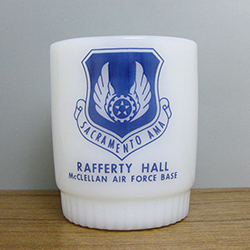 SACRAMENTO AMA
RAFFERTY HALL
McCLELLAN AIR FORCE BASE